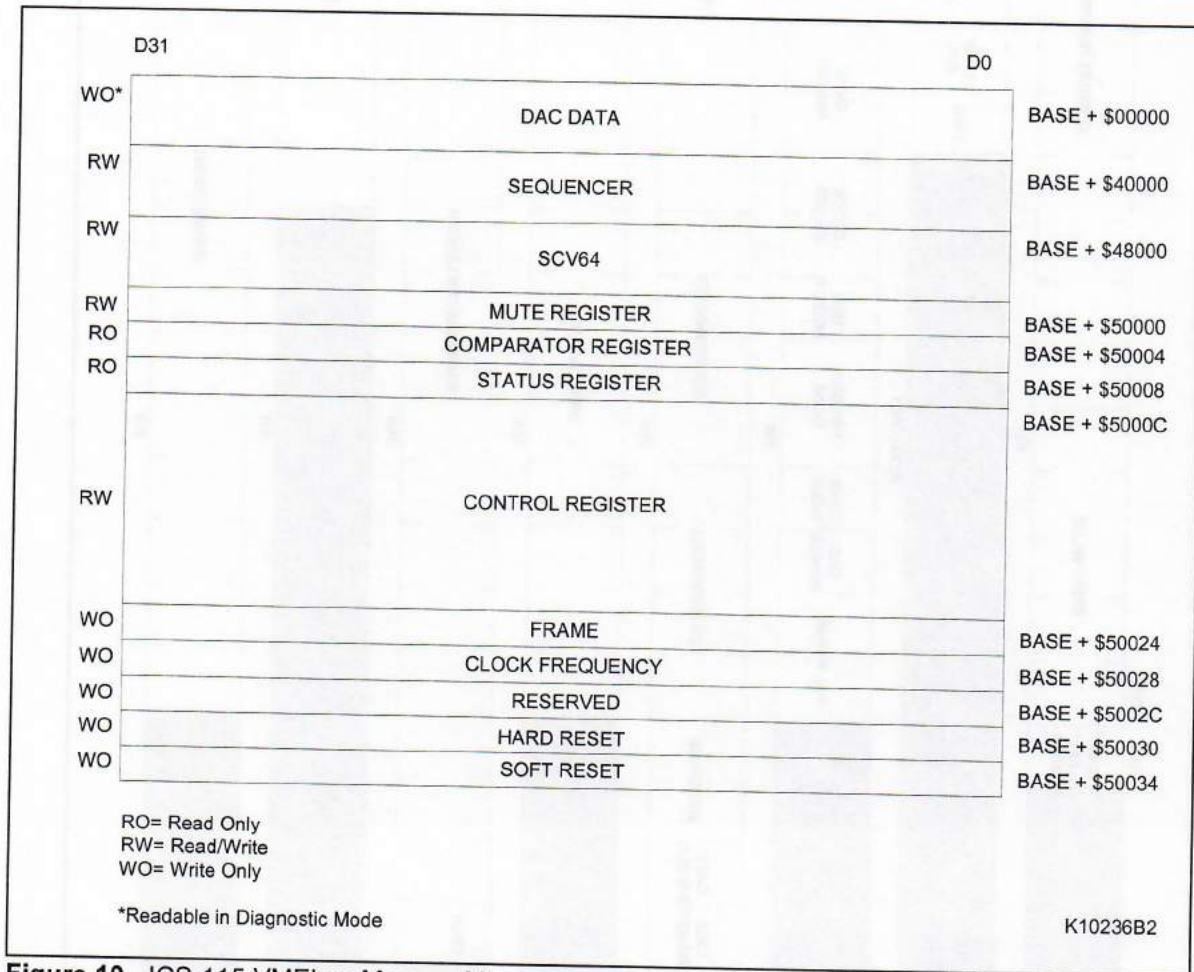 D31 D0
WO* DAC DATA BASE + $00000
RW SEQUENCER BASE + $40000
RW SCV64 BASE + $48000
RW MUTE REGISTER BASE + $50000
RO COMPARATOR REGISTER BASE + $50004
RO STATUS REGISTER BASE + $50008
BASE + $5000C
RW CONTROL REGISTER
WO FRAME BASE + $50024
WO CLOCK FREQUENCY BASE + $50028
WO RESERVED BASE + $5002C
WO HARD RESET BASE + $50030
WO SOFT RESET BASE + $50034
RO= Read Only
RW= Read/Write
WO= Write Only
*Readable in Diagnostic Mode K10236B2